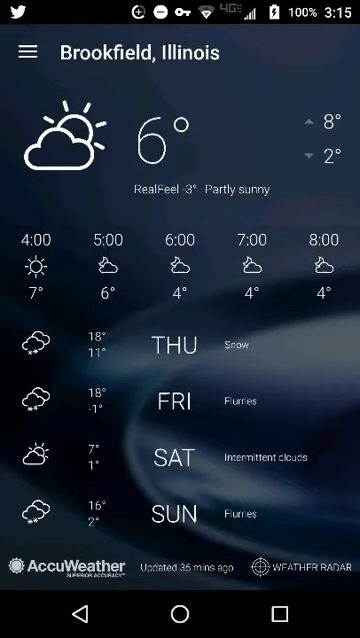 4G 100% 3:15
Brookfield, Illinois
6°
8°
2°
RealFeel -3° Partly sunny
4:00 5:00 6:00 7:00 8:00
7° 6° 4° 4° 4°
18° THU Snow
11°
18° FRI Flurries
-1°
7° SAT Intermittent clouds
1°
16° SUN Flurries
2°
AccuWeather Updated 36 mins ago WEATHER RADAR
SUPERIOR ACCURACY™